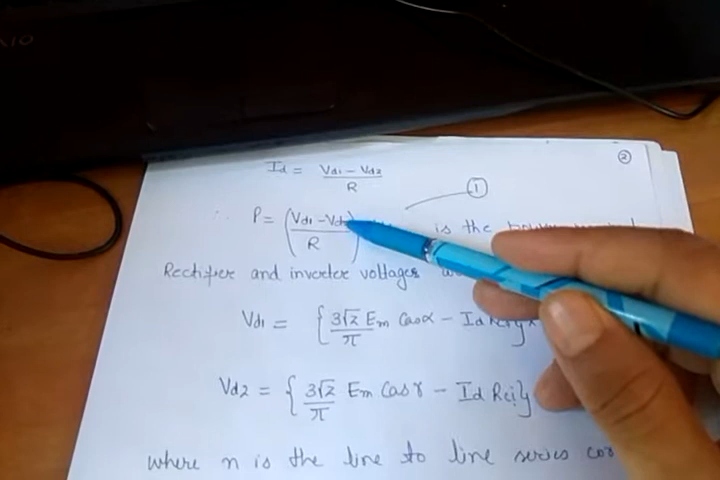 ②
Id = Vd1 - Vd2 / R
①
∴ P = (Vd1 - Vd2 / R) is the
Rectifier and inverter voltages
Vd1 = { 3√2 / π Em Cosα - Id
Vd2 = { 3√2 / π Em Cos γ - Id Rci }
where n is the line to line series